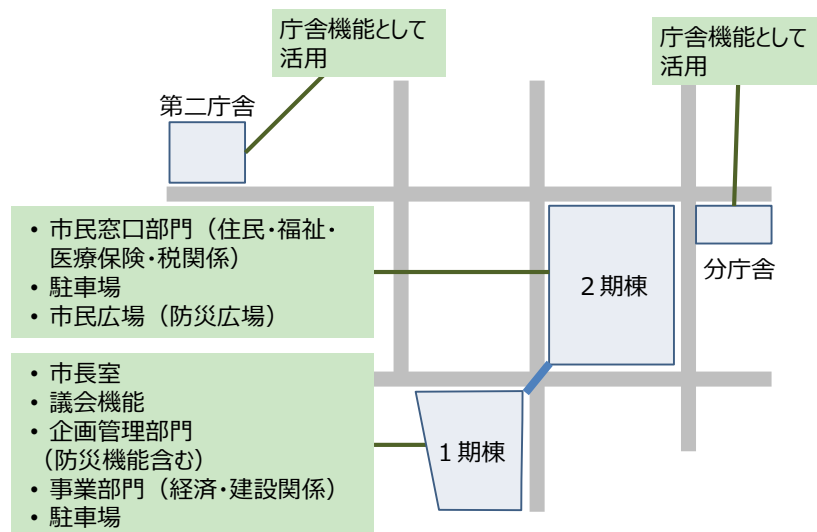 庁舎機能として
活用
庁舎機能として
活用
第二庁舎
• 市民窓口部門（住民・福祉・
医療保険・税関係）
• 駐車場
• 市民広場（防災広場）
２期棟
分庁舎
• 市長室
• 議会機能
• 企画管理部門
（防災機能含む）
• 事業部門（経済・建設関係）
• 駐車場
１期棟